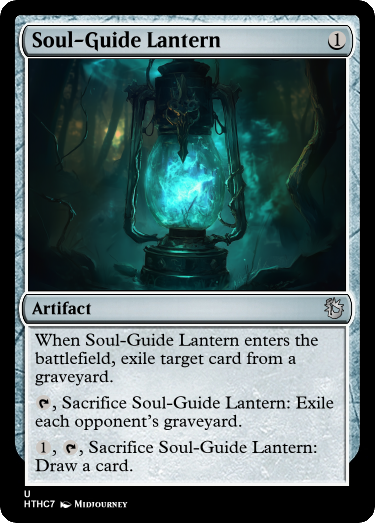 Soul-Guide Lantern 1
Artifact
When Soul-Guide Lantern enters the
battlefield, exile target card from a
graveyard.
, Sacrifice Soul-Guide Lantern: Exile
each opponent's graveyard.
1, , Sacrifice Soul-Guide Lantern:
Draw a card.
U
HTHC7 Midjourney